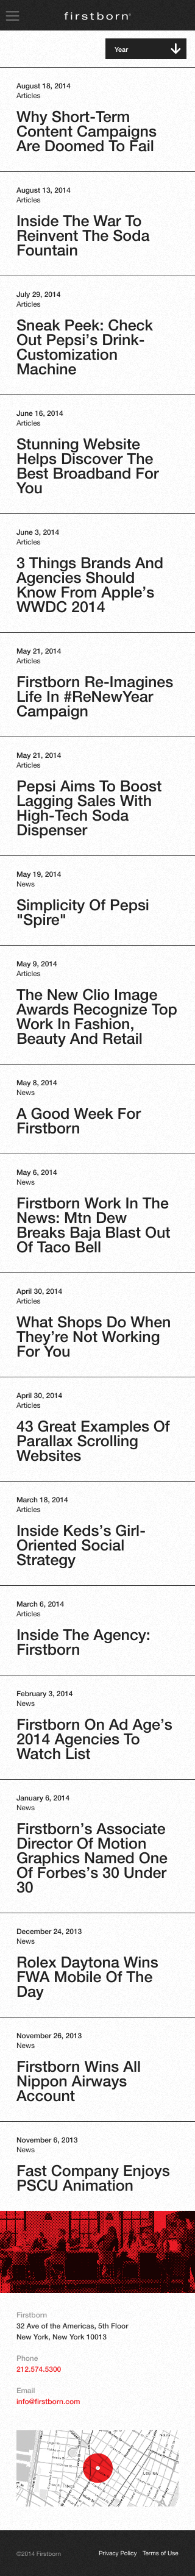 firstborn
Year
August 18, 2014
Articles
Why Short-Term
Content Campaigns
Are Doomed To Fail
August 13, 2014
Articles
Inside The War To
Reinvent The Soda
Fountain
July 29, 2014
Articles
Sneak Peek: Check
Out Pepsi’s Drink-
Customization
Machine
June 16, 2014
Articles
Stunning Website
Helps Discover The
Best Broadband For
You
June 3, 2014
Articles
3 Things Brands And
Agencies Should
Know From Apple’s
WWDC 2014
May 21, 2014
Articles
Firstborn Re-Imagines
Life In #ReNewYear
Campaign
May 21, 2014
Articles
Pepsi Aims To Boost
Lagging Sales With
High-Tech Soda
Dispenser
May 19, 2014
News
Simplicity Of Pepsi
"Spire"
May 9, 2014
Articles
The New Clio Image
Awards Recognize Top
Work In Fashion,
Beauty And Retail
May 8, 2014
News
A Good Week For
Firstborn
May 6, 2014
News
Firstborn Work In The
News: Mtn Dew
Breaks Baja Blast Out
Of Taco Bell
April 30, 2014
Articles
What Shops Do When
They’re Not Working
For You
April 30, 2014
Articles
43 Great Examples Of
Parallax Scrolling
Websites
March 18, 2014
Articles
Inside Keds’s Girl-
Oriented Social
Strategy
March 6, 2014
Articles
Inside The Agency:
Firstborn
February 3, 2014
News
Firstborn On Ad Age’s
2014 Agencies To
Watch List
January 6, 2014
News
Firstborn’s Associate
Director Of Motion
Graphics Named One
Of Forbes’s 30 Under
30
December 24, 2013
News
Rolex Daytona Wins
FWA Mobile Of The
Day
November 26, 2013
News
Firstborn Wins All
Nippon Airways
Account
November 6, 2013
News
Fast Company Enjoys
PSCU Animation
Firstborn
32 Ave of the Americas, 5th Floor
New York, New York 10013
Phone
212.574.5300
Email
info@firstborn.com
©2014 Firstborn
Privacy Policy Terms of Use